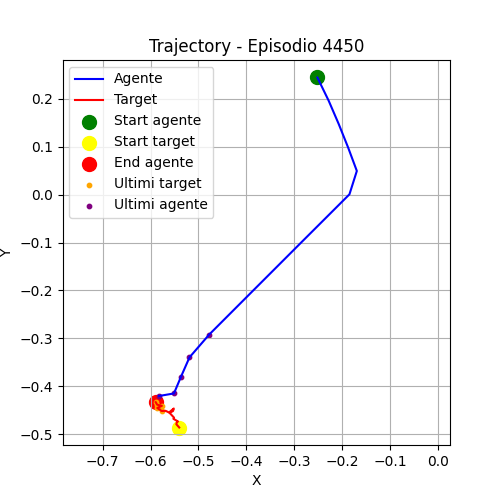 Trajectory - Episodio 4450
Agente
Target
Start agente
Start target
End agente
Ultimi target
Ultimi agente
0.2
0.1
0.0
−0.1
−0.2
−0.3
−0.4
−0.5
Y
−0.7 −0.6 −0.5 −0.4 −0.3 −0.2 −0.1 0.0
X